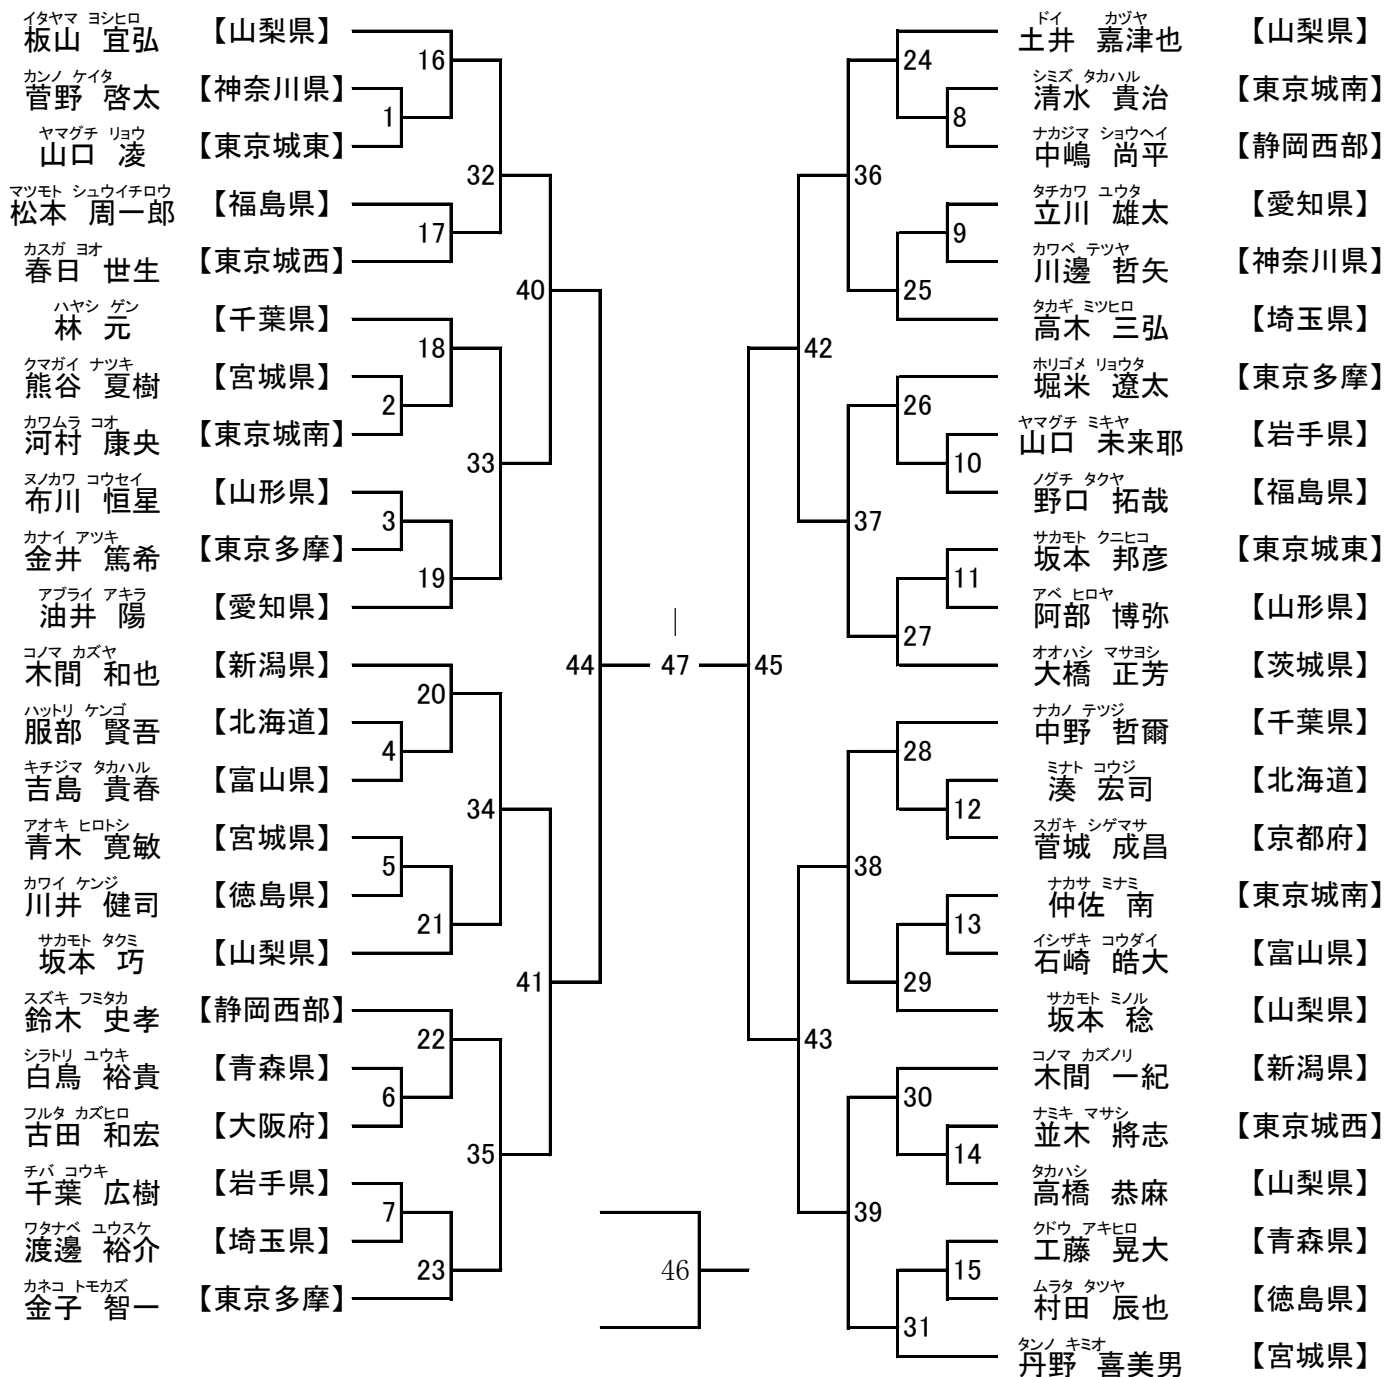 イタヤマ ヨシヒロ
板山 宜弘 【山梨県】
16
カンノ ケイタ
菅野 啓太 【神奈川県】
1
ヤマグチ リョウ
山口 凌 【東京城東】
32
マツモト シュウイチロウ
松本 周一郎 【福島県】
17
カスガ ヨオ
春日 世生 【東京城西】
40
ハヤシ ゲン
林 元 【千葉県】
18
クマガイ ナツキ
熊谷 夏樹 【宮城県】
2
カワムラ コオ
河村 康央 【東京城南】
33
ヌノカワ コウセイ
布川 恒星 【山形県】
3
カナイ アツキ
金井 篤希 【東京多摩】
19
アブライ アキラ
油井 陽 【愛知県】
44
コノマ カズヤ
木間 和也 【新潟県】
20
ハットリ ケンゴ
服部 賢吾 【北海道】
4
キチジマ タカハル
吉島 貴春 【富山県】
34
アオキ ヒロトシ
青木 寛敏 【宮城県】
5
カワイ ケンジ
川井 健司 【徳島県】
21
サカモト タクミ
坂本 巧 【山梨県】
41
スズキ フミタカ
鈴木 史孝 【静岡西部】
22
シラトリ ユウキ
白鳥 裕貴 【青森県】
6
フルタ カズヒロ
古田 和宏 【大阪府】
35
チバ コウキ
千葉 広樹 【岩手県】
7
ワタナベ ユウスケ
渡邊 裕介 【埼玉県】
23
カネコ トモカズ
金子 智一 【東京多摩】
47
46
ドイ カヅヤ
土井 嘉津也 【山梨県】
24
シミズ タカハル
清水 貴治 【東京城南】
8
ナカジマ ショウヘイ
中嶋 尚平 【静岡西部】
36
タチカワ ユウタ
立川 雄太 【愛知県】
9
カワベ テツヤ
川邊 哲矢 【神奈川県】
25
タカギ ミツヒロ
高木 三弘 【埼玉県】
42
ホリゴメ リョウタ
堀米 遼太 【東京多摩】
26
ヤマグチ ミキヤ
山口 未来耶 【岩手県】
10
ノグチ タクヤ
野口 拓哉 【福島県】
37
サカモト クニヒコ
坂本 邦彦 【東京城東】
11
アベ ヒロヤ
阿部 博弥 【山形県】
27
オオハシ マサヨシ
大橋 正芳 【茨城県】
45
ナカノ テツジ
中野 哲爾 【千葉県】
28
ミナト コウジ
湊 宏司 【北海道】
12
スガキ シゲマサ
菅城 成昌 【京都府】
38
ナカサ ミナミ
仲佐 南 【東京城南】
13
イシザキ コウダイ
石崎 皓大 【富山県】
29
サカモト ミノル
坂本 稔 【山梨県】
43
コノマ カズノリ
木間 一紀 【新潟県】
30
ナミキ マサシ
並木 將志 【東京城西】
14
タカハシ
高橋 恭麻 【山梨県】
39
クドウ アキヒロ
工藤 晃大 【青森県】
15
ムラタ タツヤ
村田 辰也 【徳島県】
31
タンノ キミオ
丹野 喜美男 【宮城県】